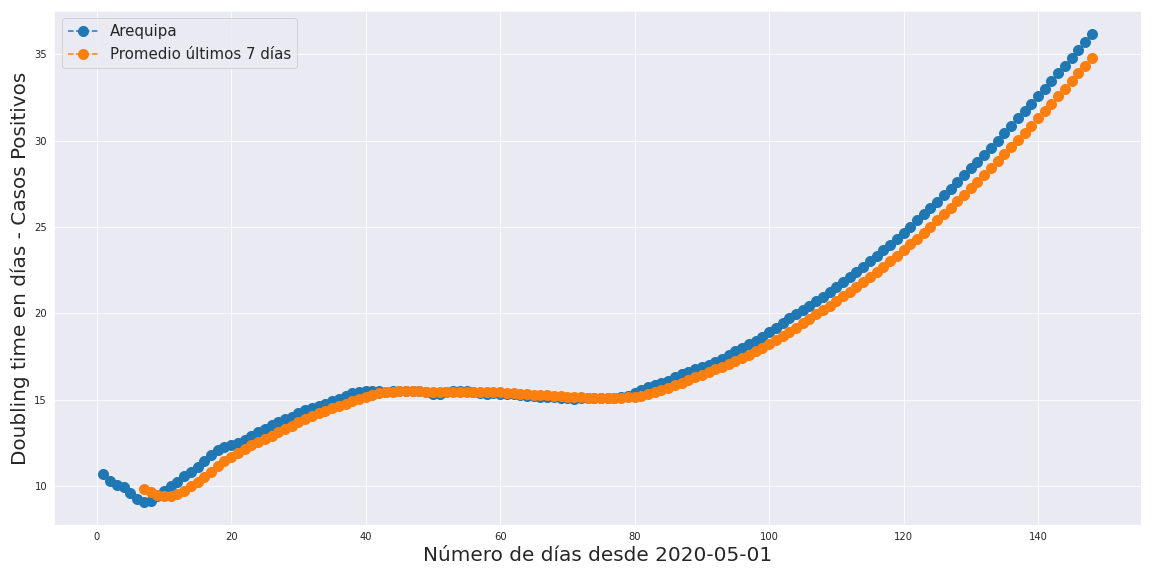 Arequipa
Promedio últimos 7 días
Doubling time en días - Casos Positivos
35
30
25
20
15
10
0 20 40 60 80 100 120 140
Número de días desde 2020-05-01